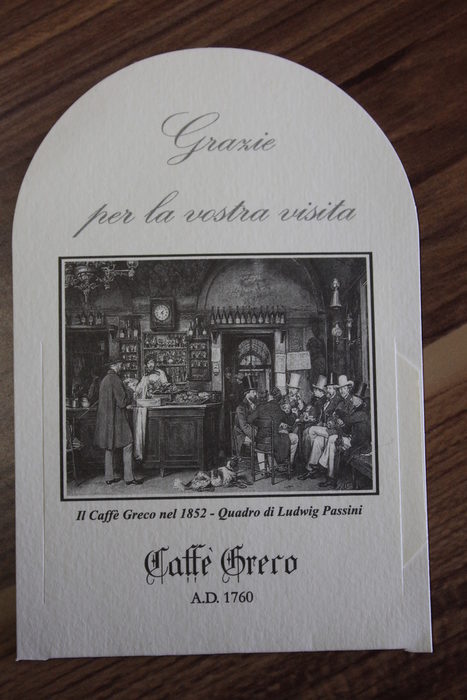 Grazie
per la vostra visita
Il Caffè Greco nel 1852 - Quadro di Ludwig Passini
Caffè Greco
A.D. 1760